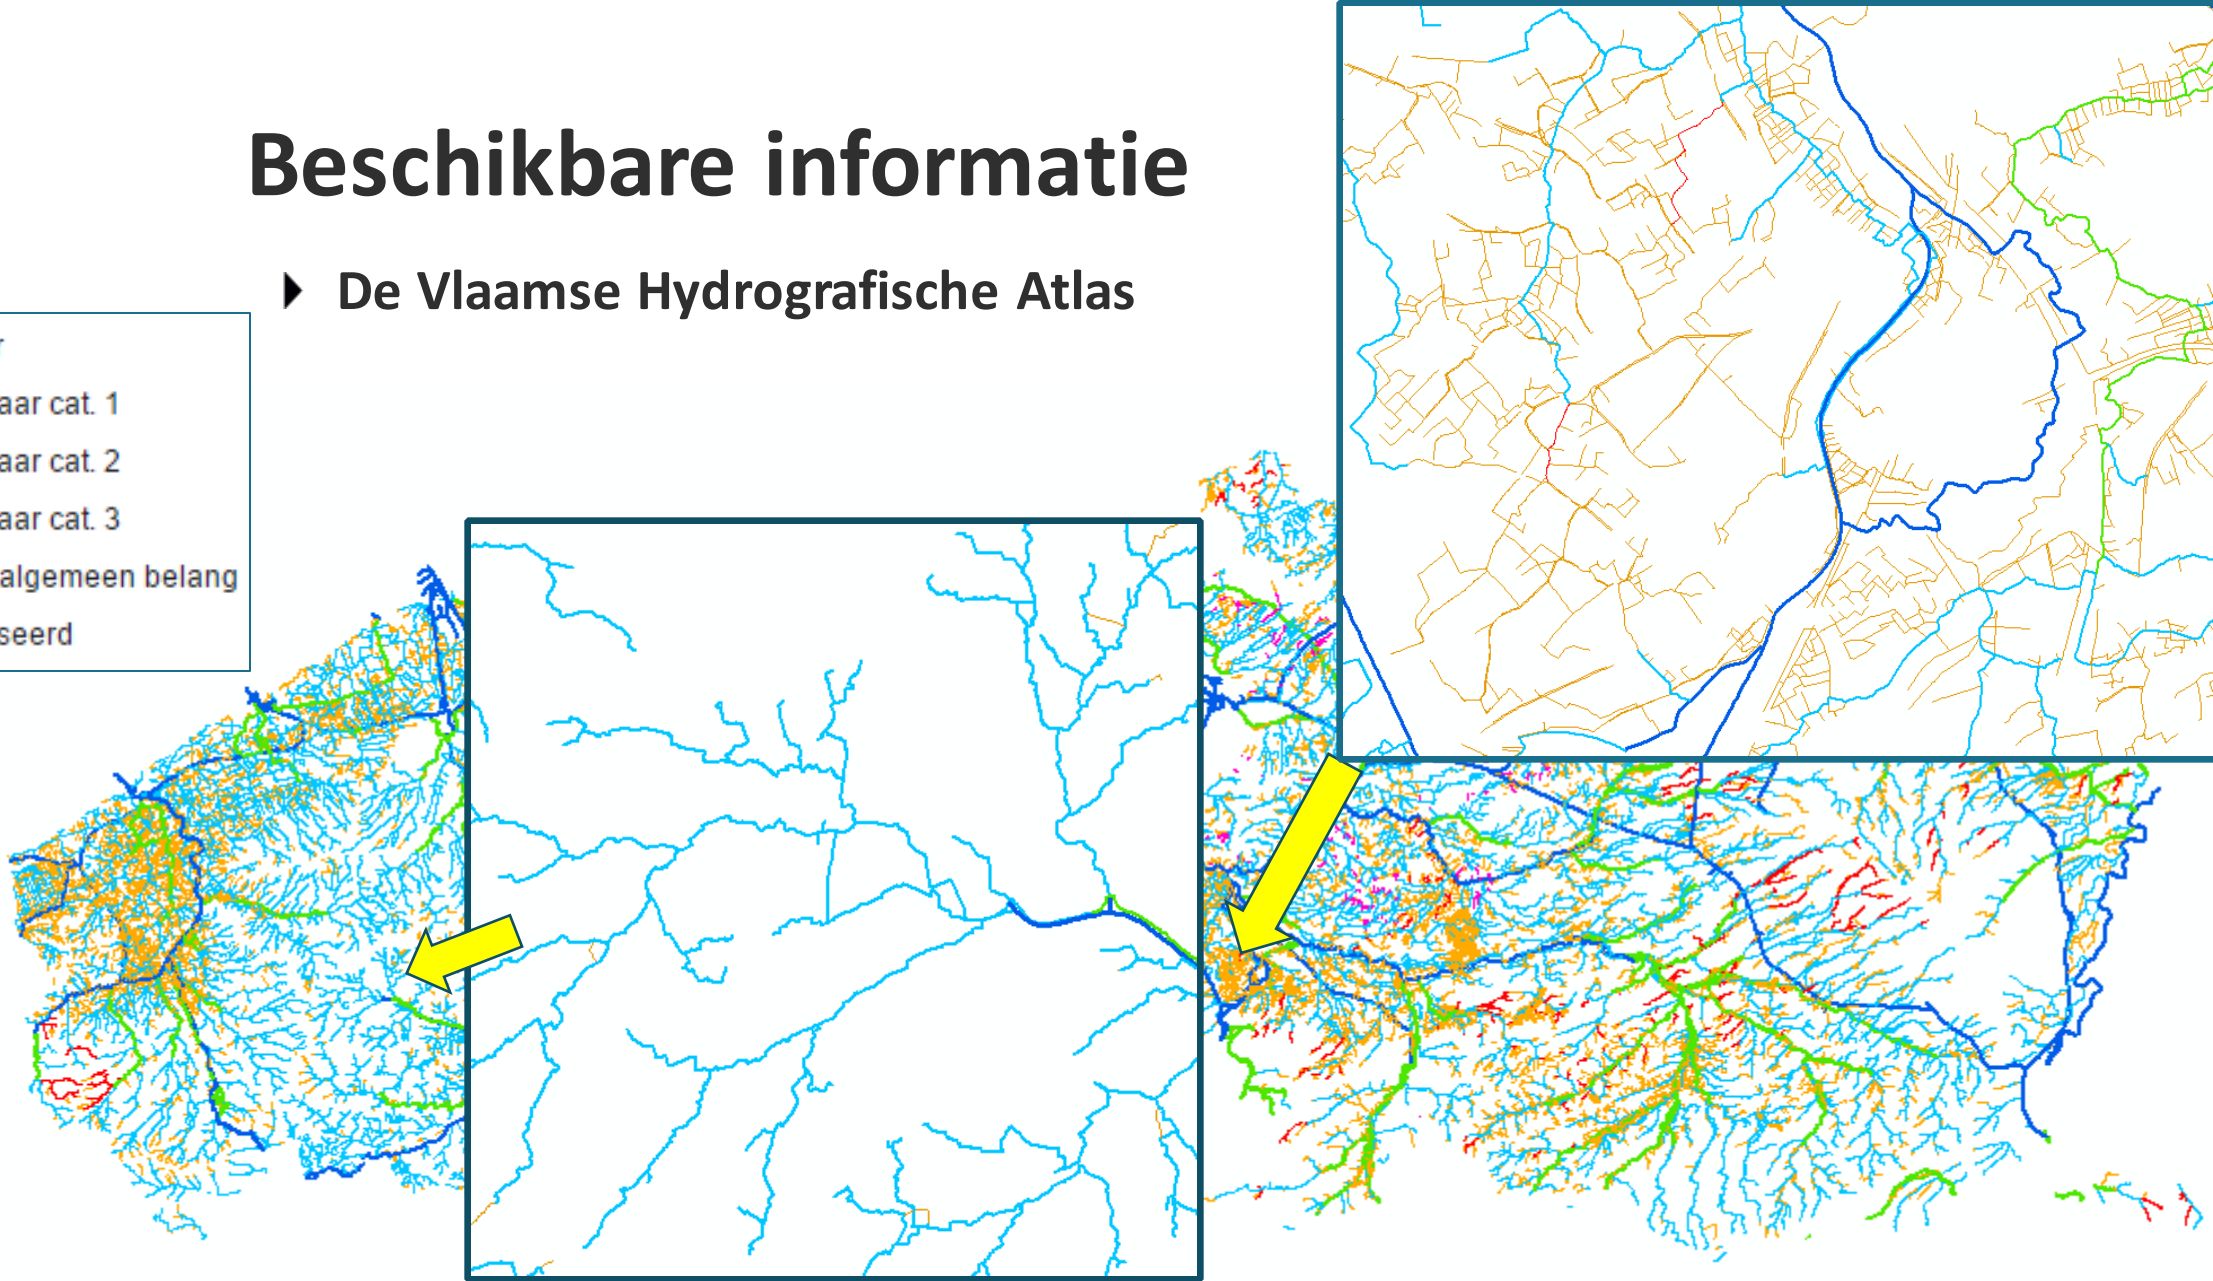 Beschikbare informatie
De Vlaamse Hydrografische Atlas
aar cat. 1
aar cat. 2
aar cat. 3
algemeen belang
seerd